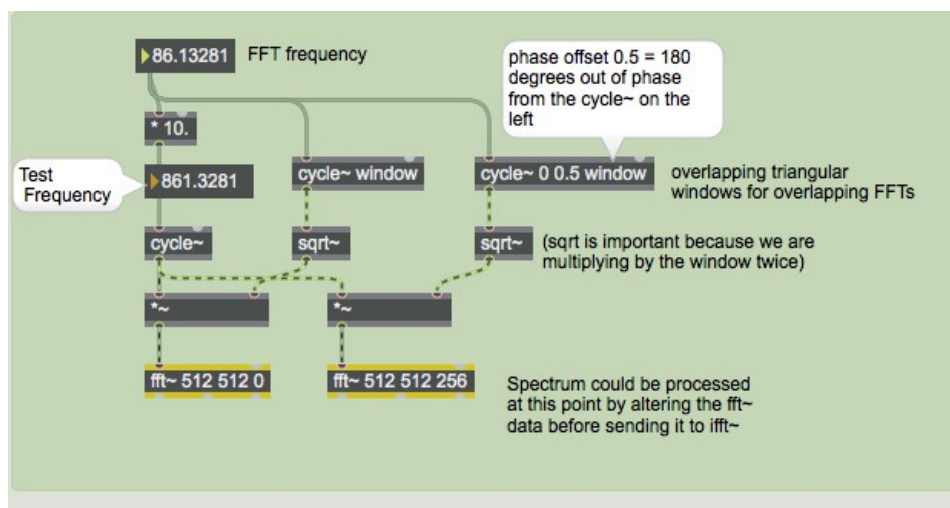 86.13281
FFT frequency
phase offset 0.5 = 180
degrees out of phase
from the cycle~ on the
left
* 10.
Test
Frequency
861.3281
cycle~ window
cycle~ 0 0.5 window
overlapping triangular
windows for overlapping FFTs
cycle~
sqrt~
sqrt~
(sqrt is important because we are
multiplying by the window twice)
*~
*~
fft~ 512 512 0
fft~ 512 512 256
Spectrum could be processed
at this point by altering the fft~
data before sending it to ifft~